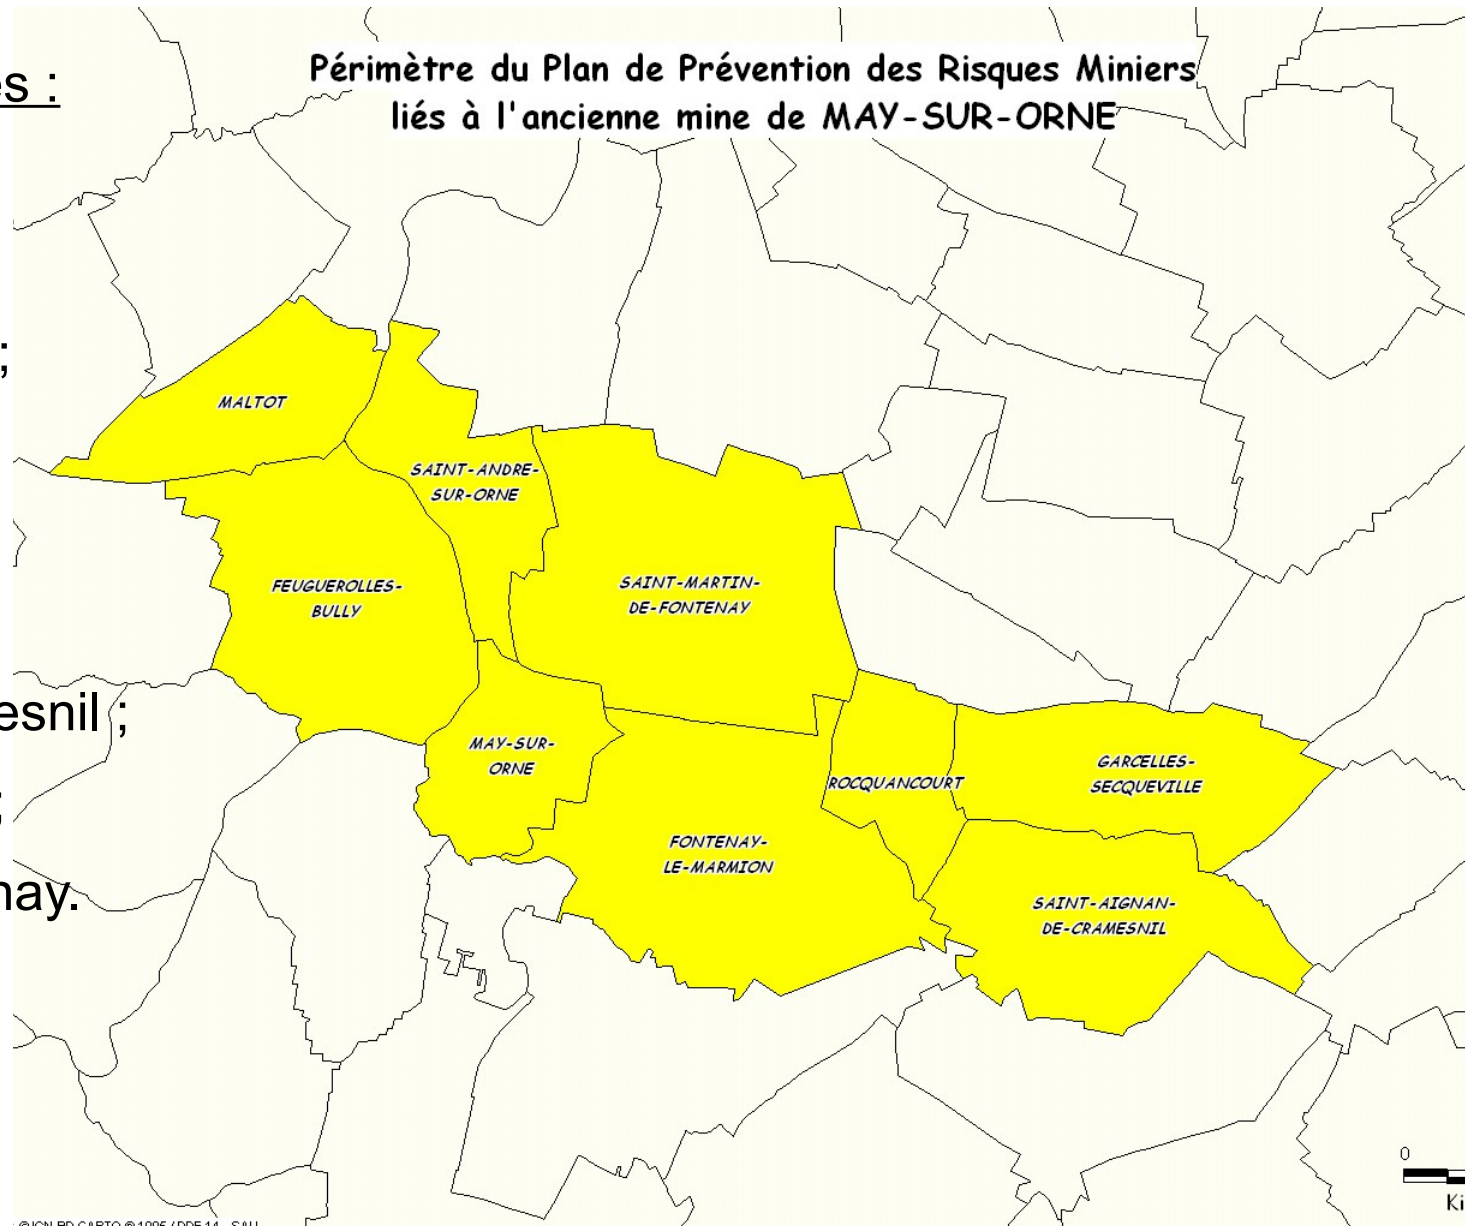 es :
Périmètre du Plan de Prévention des Risques Miniers
liés à l'ancienne mine de MAY-SUR-ORNE
;
MALTOT
SAINT-ANDRE-
SUR-ORNE
FEUGUEROLLES-
BULLY
SAINT-MARTIN-
DE-FONTENAY
esnil ;
MAY-SUR-
ORNE
ROCQUANCOURT
GARCELLES-
SECQUEVILLE
;
FONTENAY-
LE-MARMION
nay.
SAINT-AIGNAN-
DE-CRAMESNIL
0
Ki